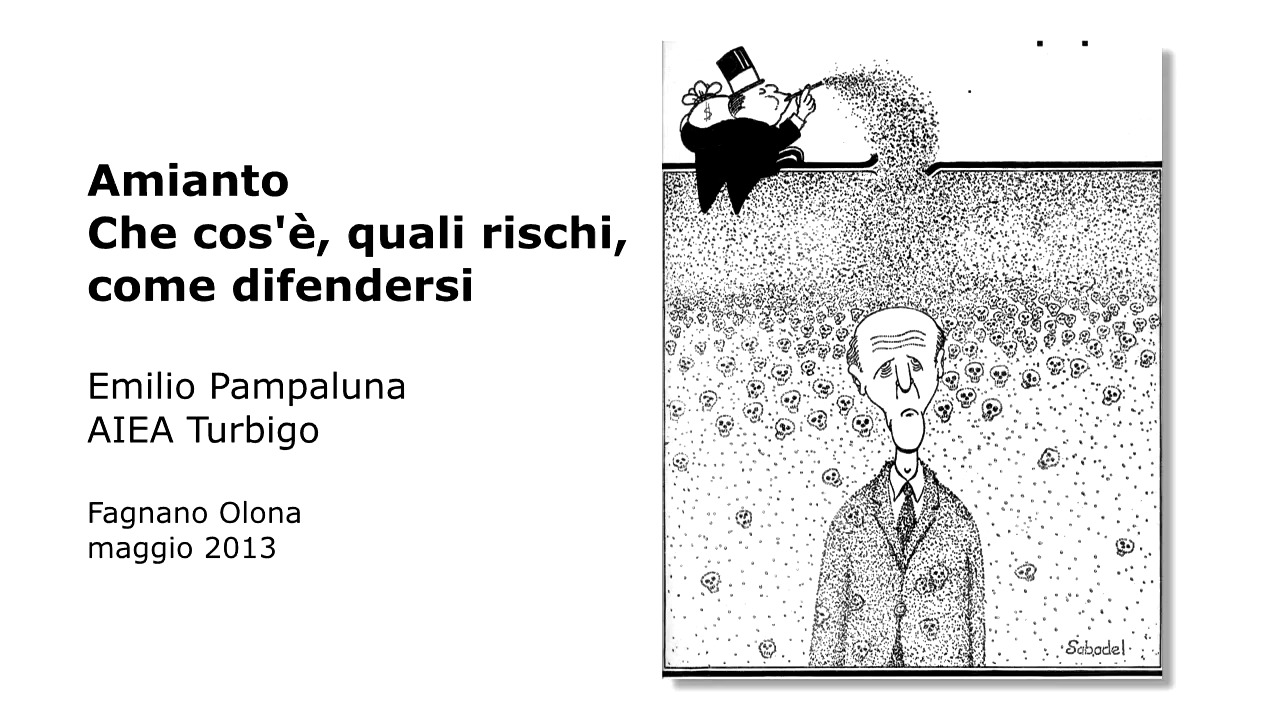 Amianto
Che cos'è, quali rischi,
come difendersi
Emilio Pampaluna
AIEA Turbigo
Fagnano Olona
maggio 2013
$
Sabadel